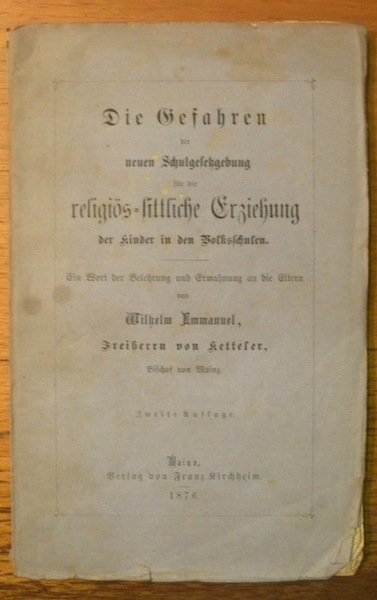 Die Gefahren
der
neuen Schulgesetzgebung
für die
religiös-sittliche Erziehung
der Kinder in den Volksschulen.
Ein Wort der Belehrung und Ermahnung an die Eltern
von
Wilhelm Emmanuel,
Freiherrn von Ketteler,
Bischof von Mainz.
Zweite Auflage.
Mainz,
Verlag von Franz Kirchheim.
1876.